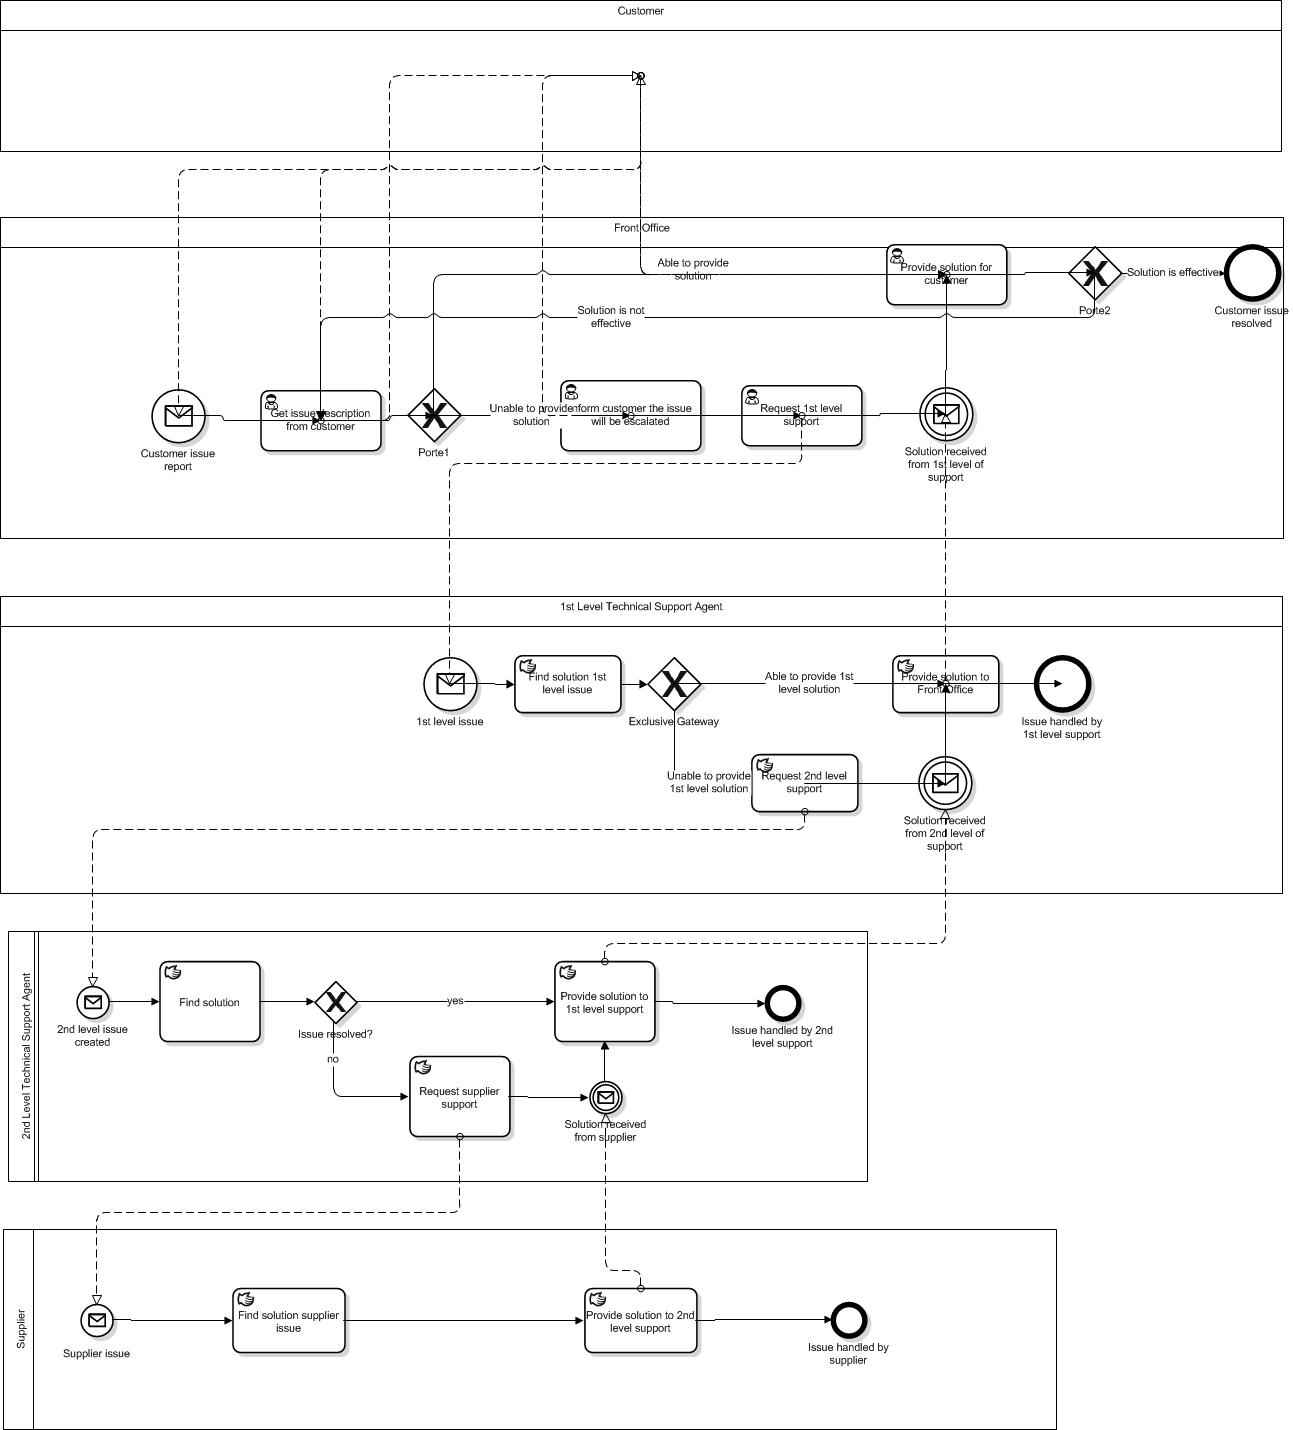 Customer
Front Office
Able to provide
solution
Provide solution for
customer
Solution is effective
Porte2
Customer issue
resolved
Solution is not
effective
Get issue description
from customer
Unable to provide
solution
nform customer the issue
will be escalated
Request 1st level
support
Customer issue
report
Porte1
Solution received
from 1st level of
support
1st Level Technical Support Agent
Find solution 1st
level issue
Able to provide 1st
level solution
Provide solution to
Front Office
1st level issue
Exclusive Gateway
Issue handled by
1st level support
Unable to provide
1st level solution
Request 2nd level
support
Solution received
from 2nd level of
support
2nd Level Technical Support Agent
Find solution
yes
Provide solution to
1st level support
2nd level issue
created
Issue resolved?
Issue handled by 2nd
level support
no
Request supplier
support
Solution received
from supplier
Supplier
Find solution supplier
issue
Provide solution to 2nd
level support
Supplier issue
Issue handled by
supplier